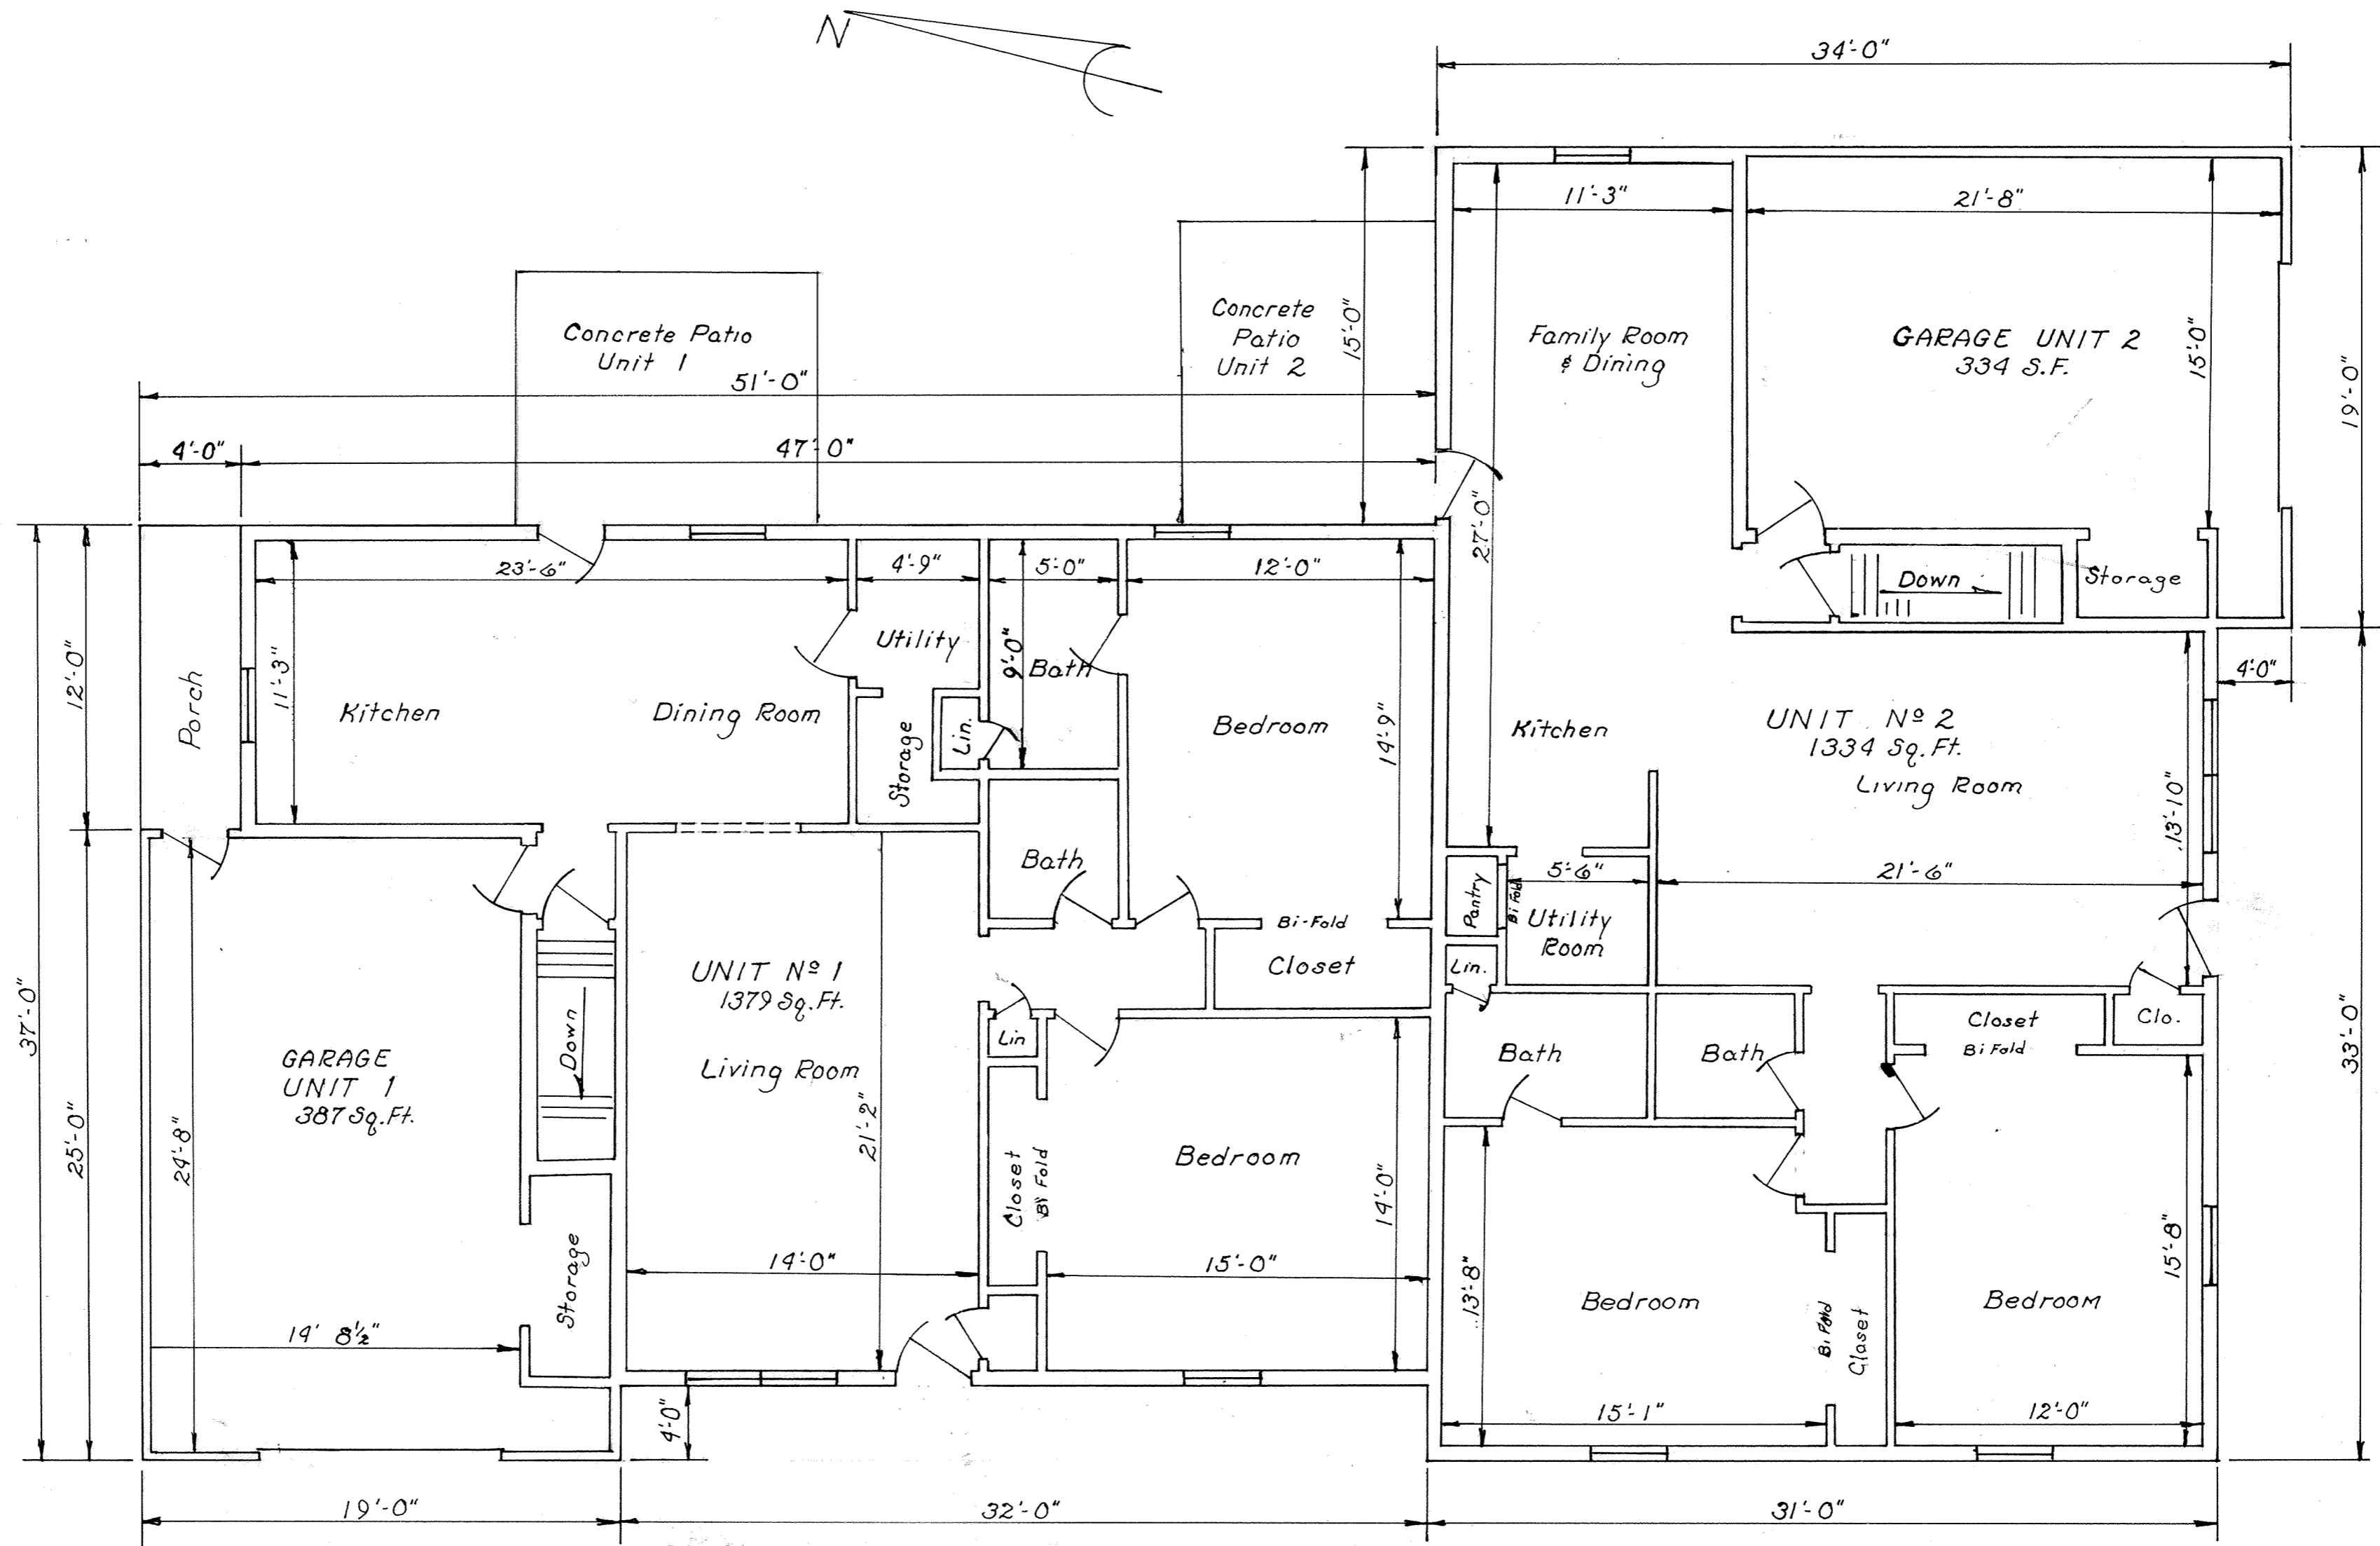 N
34'-0"
11'-3"
21'-8"
15'-0"
Concrete Patio
Unit 1
Concrete
Patio
Unit 2
Family Room
& Dining
GARAGE UNIT 2
334 S.F.
15'-0"
19'-0"
51'-0"
4'-0"
47'-0"
27'-0"
23'-6"
4'-9"
5'-0"
12'-0"
Down
Storage
12'-0"
Porch
11'-3"
Kitchen
Dining Room
Utility
Storage
Lin.
9'-0"
Bath
Bedroom
14'-9"
Kitchen
UNIT Nº 2
1334 Sq.Ft.
Living Room
13'-10"
4'-0"
Bath
Bi-Fold
Closet
Pantry
Bi Fold
5'-6"
Utility
Room
21'-6"
Lin.
37'-0"
25'-0"
24'-8"
GARAGE
UNIT 1
387 Sq.Ft.
Down
UNIT Nº 1
1379 Sq.Ft.
Living Room
21'-2"
Lin
Closet
Bi Fold
Bedroom
14'-0"
Bath
Bath
Closet
Bi Fold
Clo.
33'-0"
Storage
14'-0"
15'-0"
13'-8"
Bedroom
Bi Fold
Closet
Bedroom
15'-8"
14' 8½"
4'-0"
15'-1"
12'-0"
19'-0"
32'-0"
31'-0"